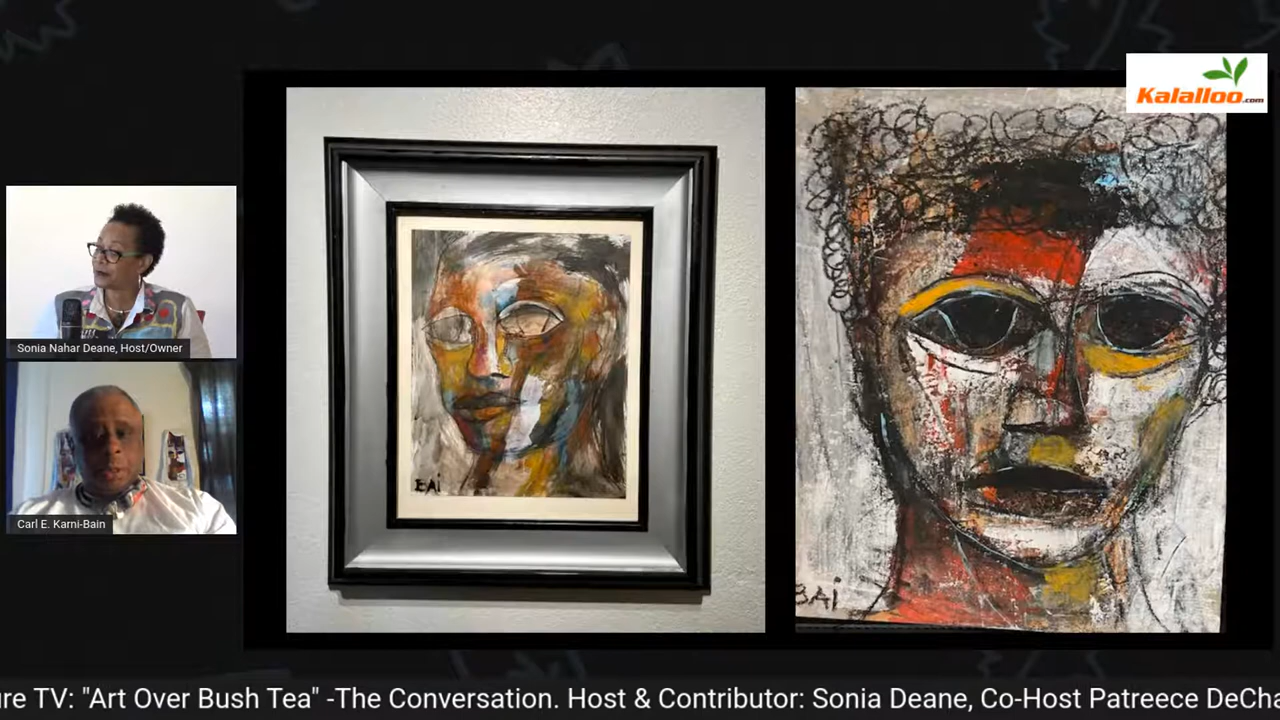 Kalalloo.com
Sonia Nahar Deane, Host/Owner
Carl E. Karni-Bain
BAi
BAi
ure TV: "Art Over Bush Tea" -The Conversation. Host & Contributor: Sonia Deane, Co-Host Patreece DeCha